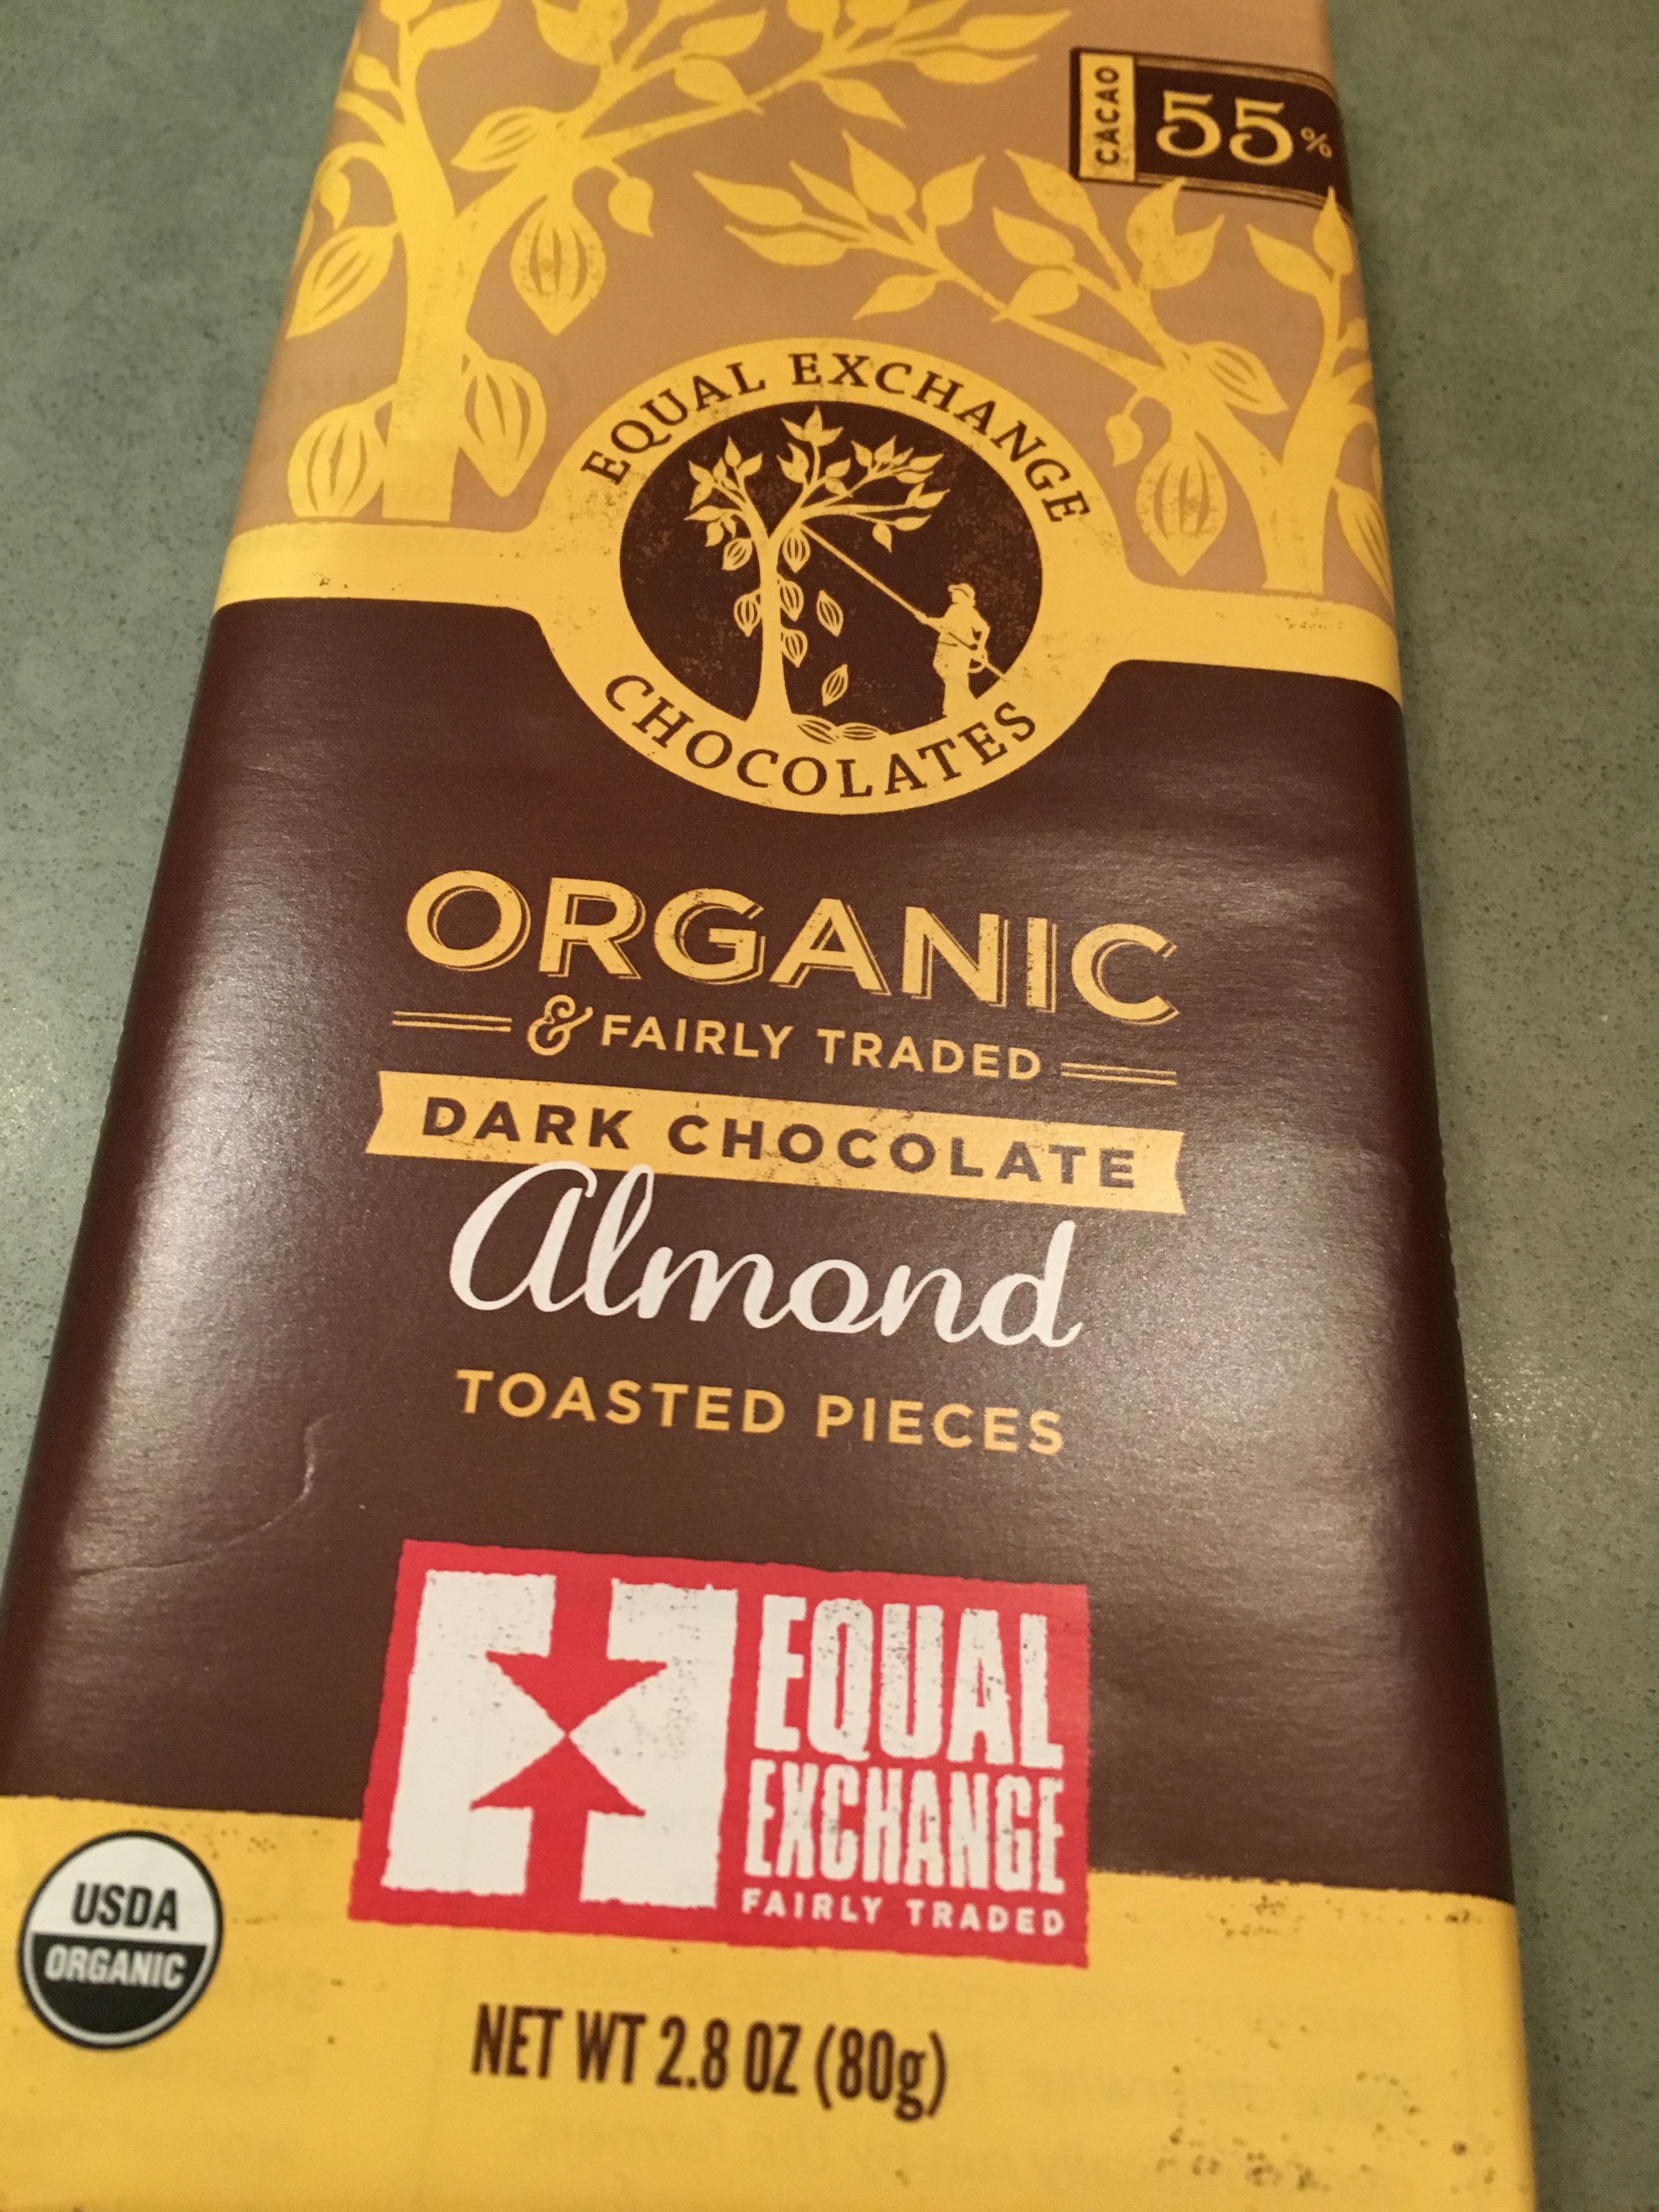 CACAO 55%
EQUAL EXCHANGE
CHOCOLATES
ORGANIC
& FAIRLY TRADED
DARK CHOCOLATE
Almond
TOASTED PIECES
EQUAL
EXCHANGE
FAIRLY TRADED
USDA
ORGANIC
NET WT 2.8 OZ (80g)